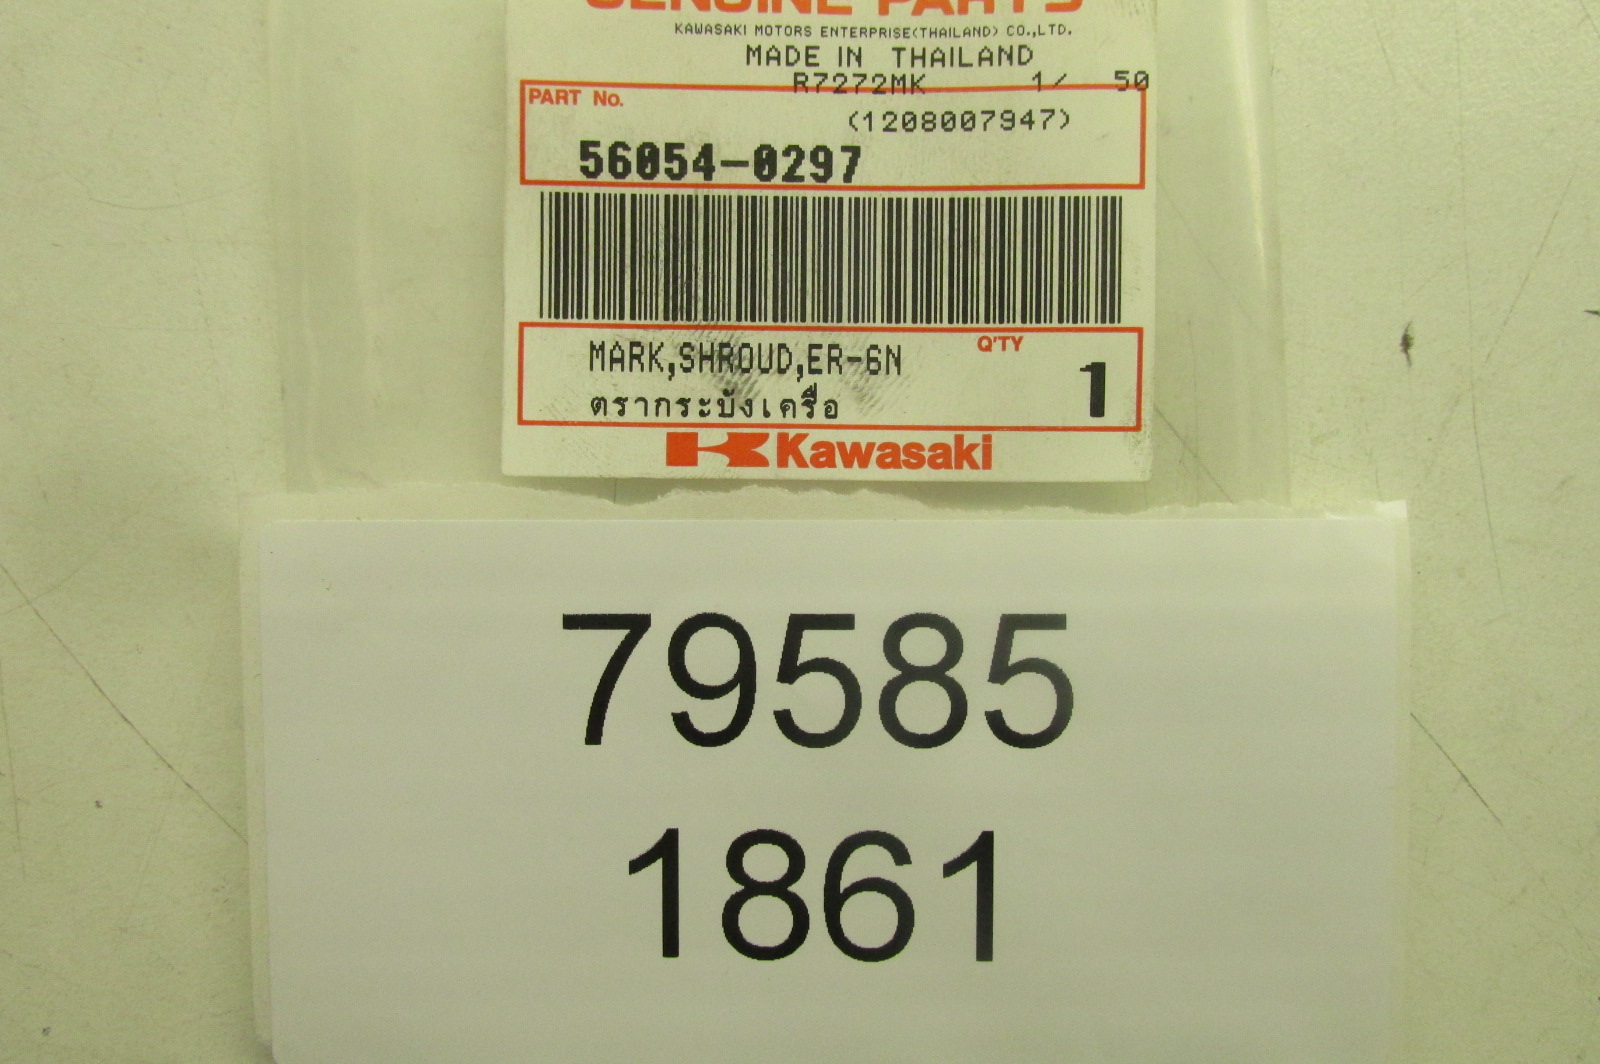 GENUINE PARTS
KAWASAKI MOTORS ENTERPRISE(THAILAND) CO.,LTD.
MADE IN THAILAND
R7272MK 1/ 50
PART No.
(1208007947)
56054-0297
MARK,SHROUD,ER-6N
Q'TY
1
ตรากระบังเครื่อ
Kawasaki
79585
1861